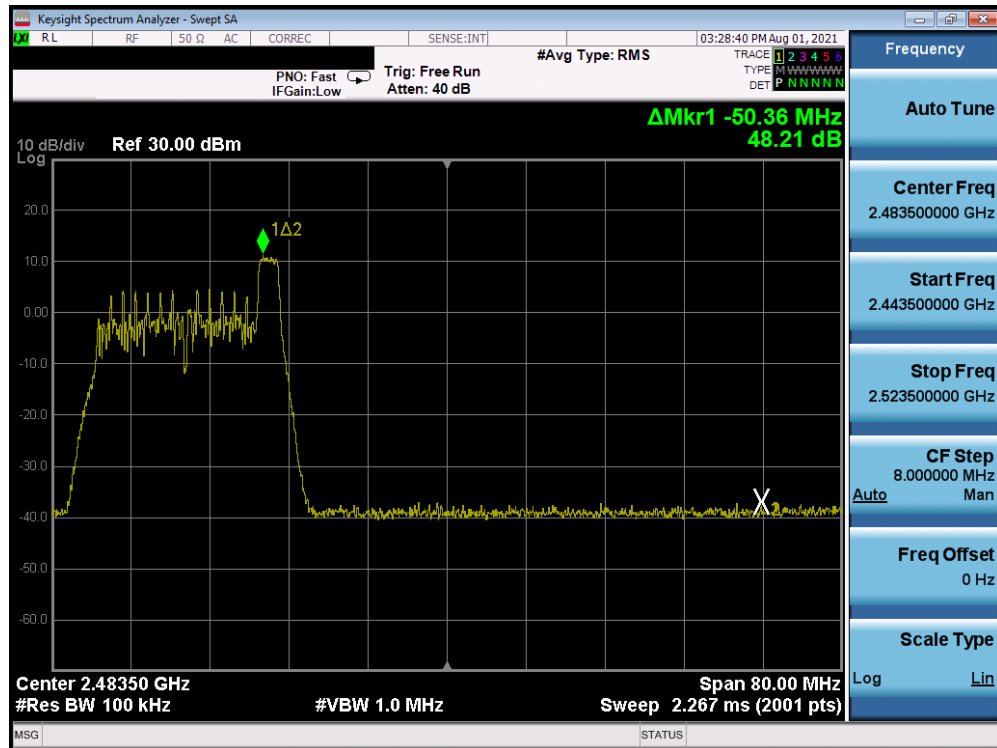 Keysight Spectrum Analyzer - Swept SA
LXI RL RF 50 Ω AC CORREC SENSE:INT 03:28:40 PM Aug 01, 2021
#Avg Type: RMS
TRACE 1 2 3 4 5 6
PNO: Fast Trig: Free Run
TYPE M WWWWW
IFGain:Low Atten: 40 dB
DET P N N N N N
ΔMkr1 -50.36 MHz
48.21 dB
10 dB/div Ref 30.00 dBm
Log
20.0
1Δ2
10.0
0.00
-10.0
-20.0
-30.0
X2
-40.0
-50.0
-60.0
Center 2.48350 GHz Span 80.00 MHz
#Res BW 100 kHz #VBW 1.0 MHz Sweep 2.267 ms (2001 pts)
MSG STATUS
Frequency
Auto Tune
Center Freq
2.483500000 GHz
Start Freq
2.443500000 GHz
Stop Freq
2.523500000 GHz
CF Step
8.000000 MHz
Auto Man
Freq Offset
0 Hz
Scale Type
Log Lin